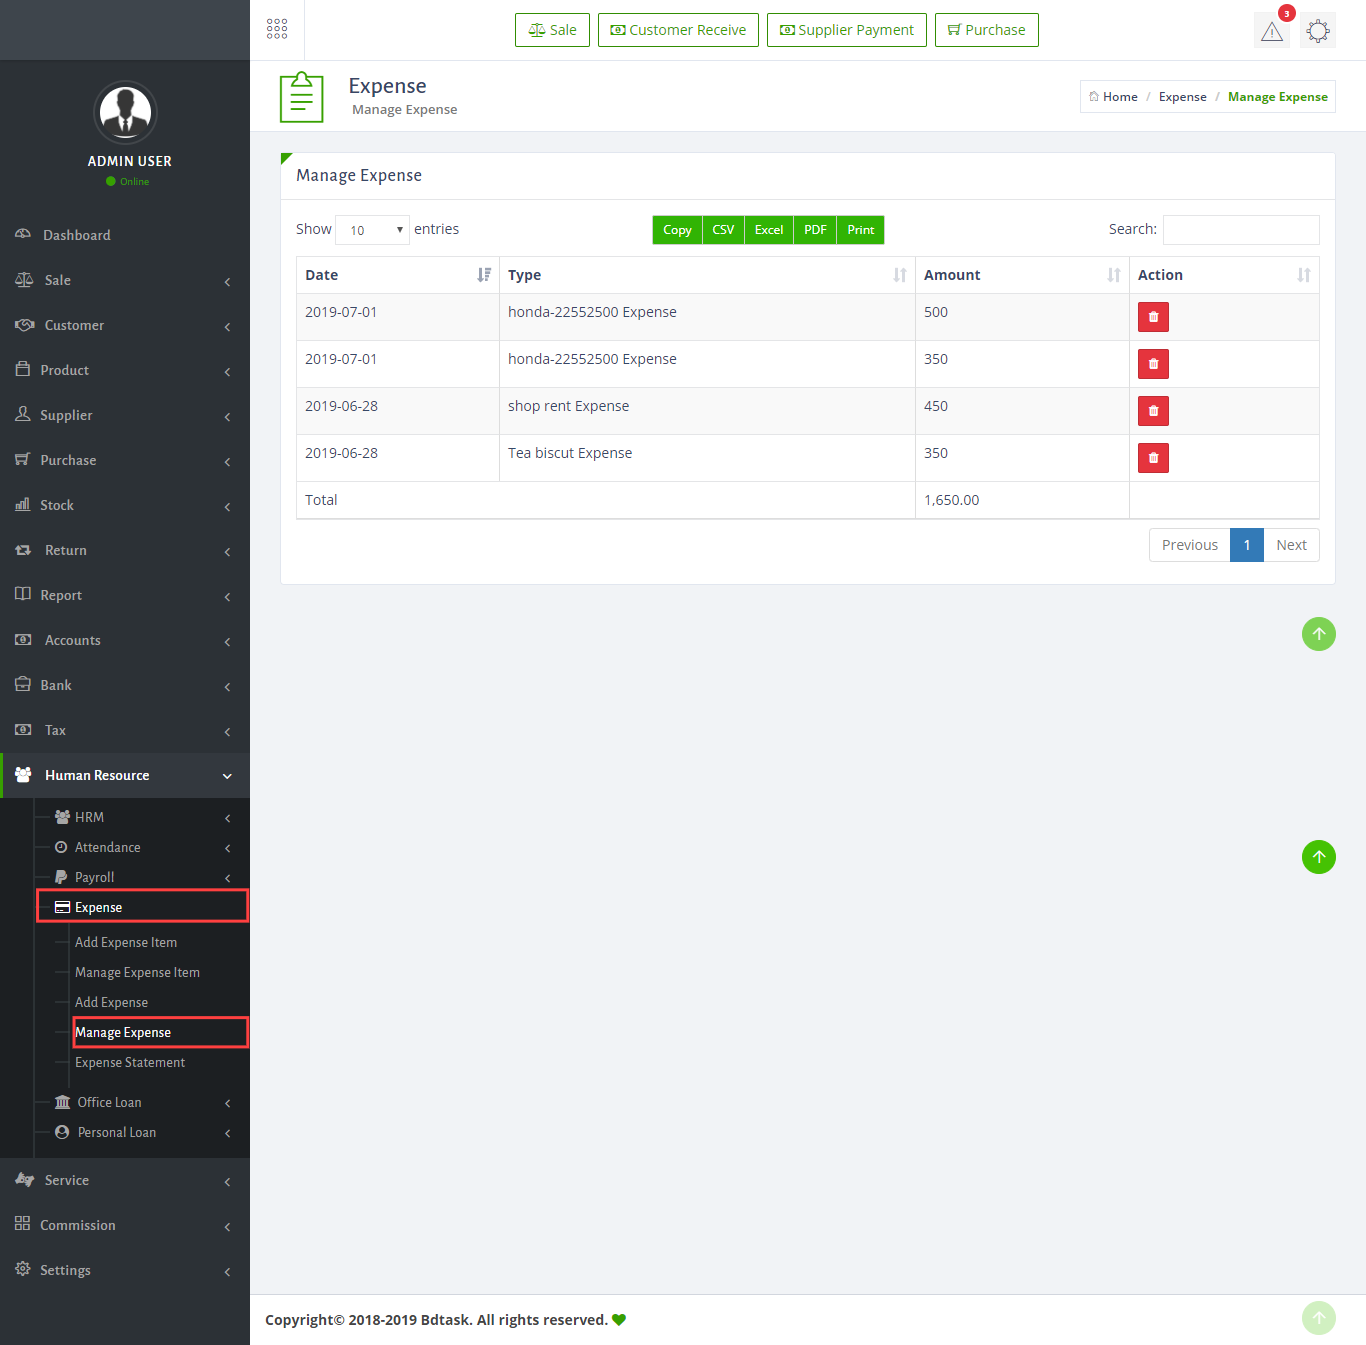 Sale
Customer Receive
Supplier Payment
Purchase
3
ADMIN USER
Online
Dashboard
Sale
Customer
Product
Supplier
Purchase
Stock
Return
Report
Accounts
Bank
Tax
Human Resource
HRM
Attendance
Payroll
Expense
Add Expense Item
Manage Expense Item
Add Expense
Manage Expense
Expense Statement
Office Loan
Personal Loan
Service
Commission
Settings
Expense
Manage Expense
Home / Expense / Manage Expense
Manage Expense
Show 10 entries
Copy CSV Excel PDF Print
Search:
Date Type Amount Action
2019-07-01 honda-22552500 Expense 500
2019-07-01 honda-22552500 Expense 350
2019-06-28 shop rent Expense 450
2019-06-28 Tea biscut Expense 350
Total 1,650.00
Previous 1 Next
Copyright© 2018-2019 Bdtask. All rights reserved.